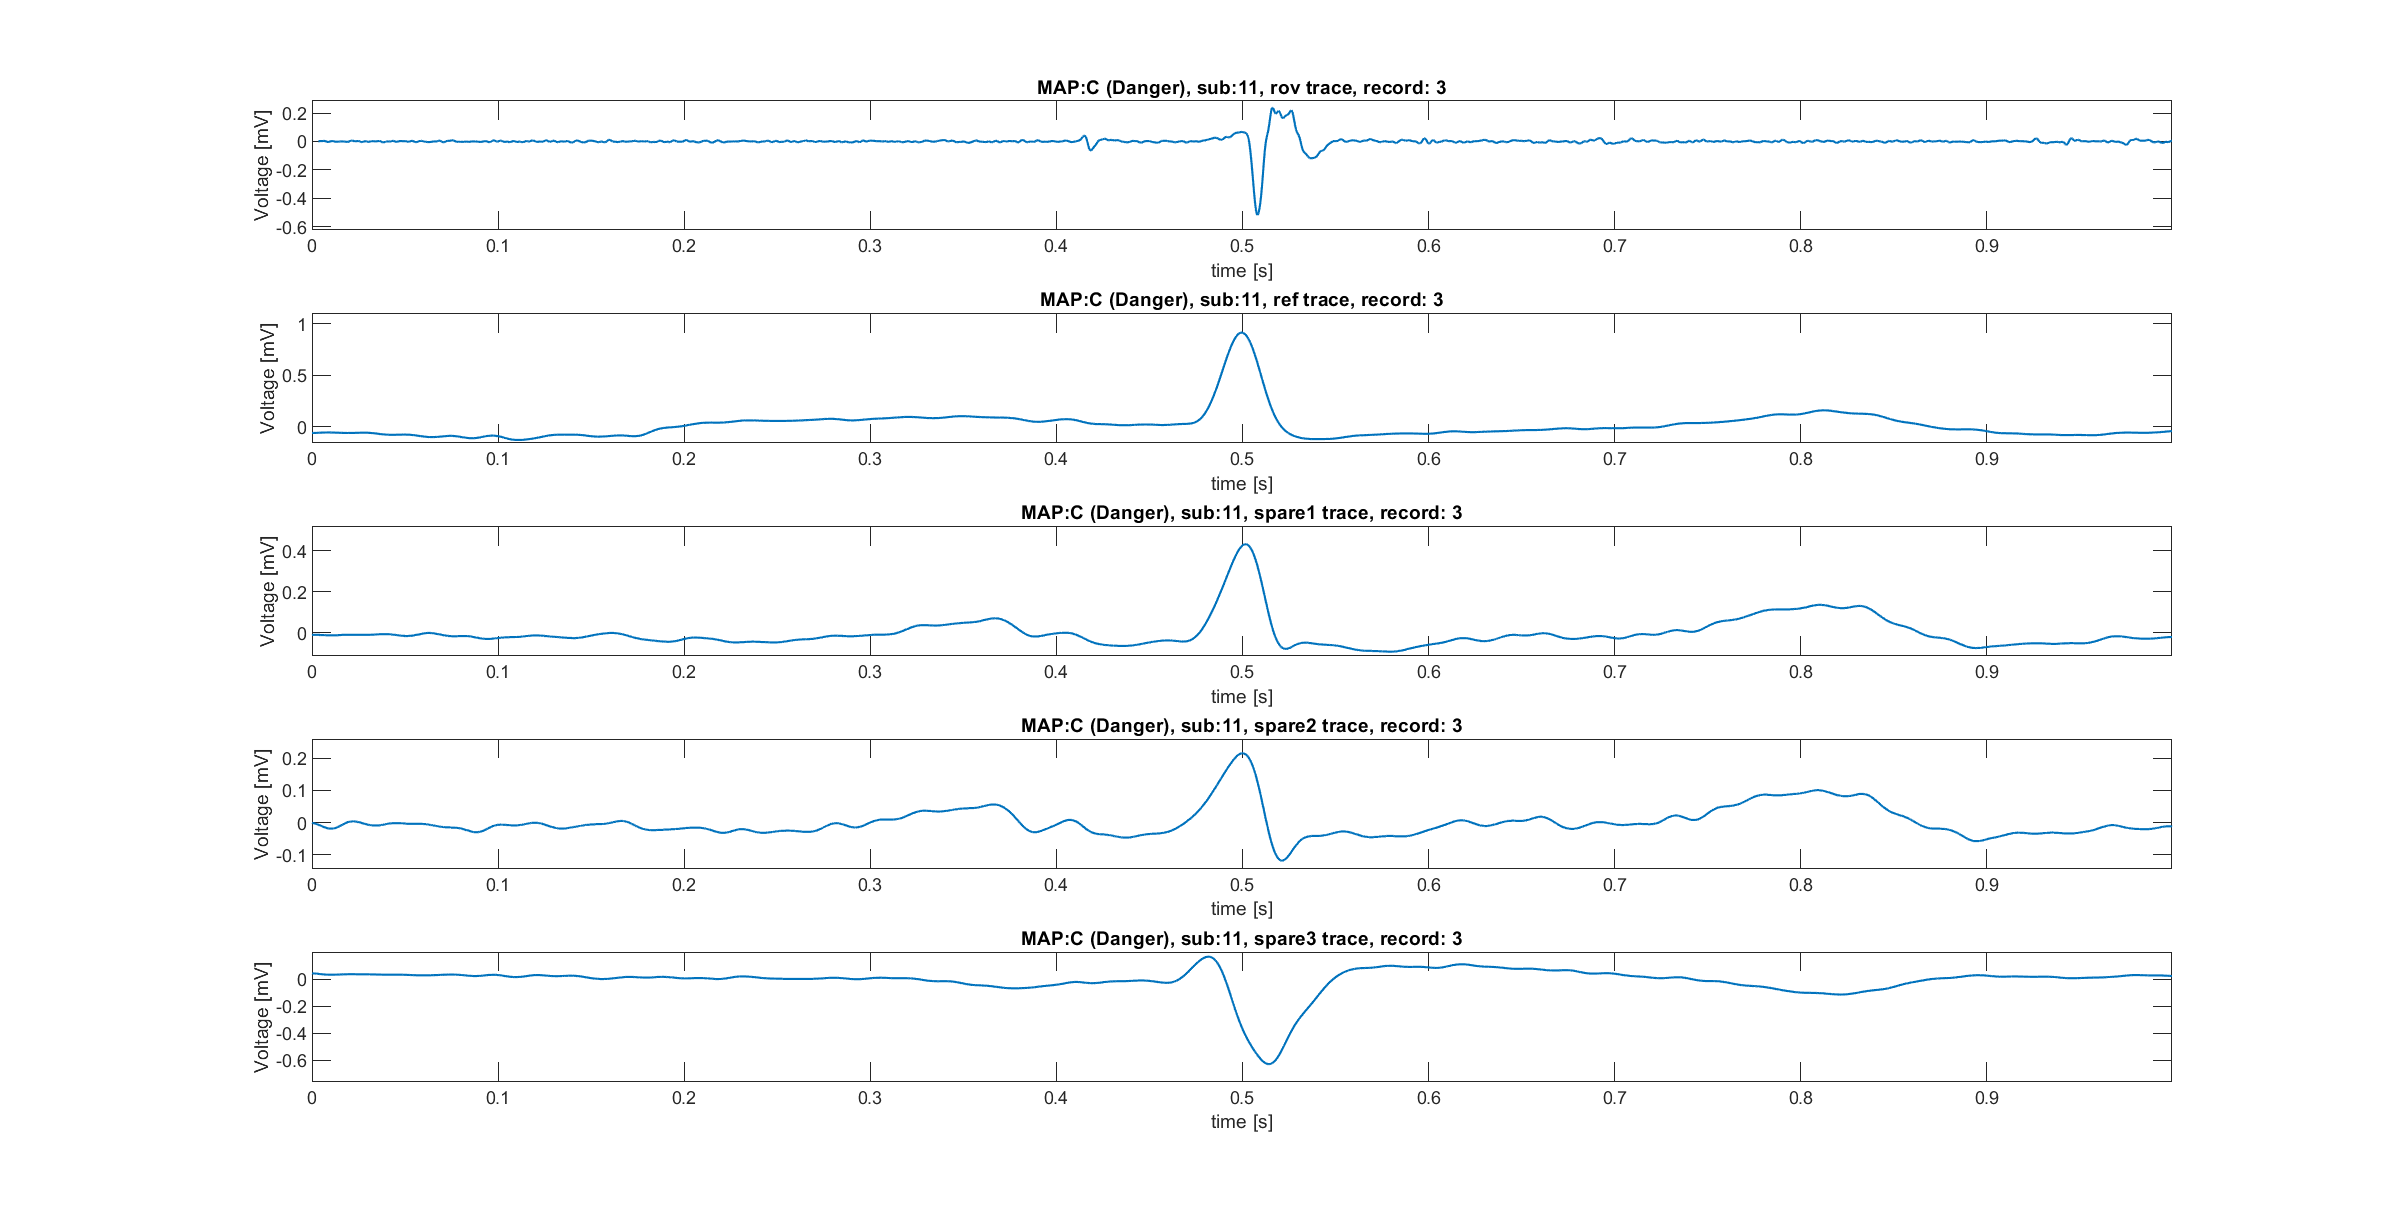 MAP:C (Danger), sub:11, rov trace, record: 3
Voltage [mV]
0.2
0
-0.2
-0.4
-0.6
0 0.1 0.2 0.3 0.4 0.5 0.6 0.7 0.8 0.9
time [s]
MAP:C (Danger), sub:11, ref trace, record: 3
Voltage [mV]
1
0.5
0
0 0.1 0.2 0.3 0.4 0.5 0.6 0.7 0.8 0.9
time [s]
MAP:C (Danger), sub:11, spare1 trace, record: 3
Voltage [mV]
0.4
0.2
0
0 0.1 0.2 0.3 0.4 0.5 0.6 0.7 0.8 0.9
time [s]
MAP:C (Danger), sub:11, spare2 trace, record: 3
Voltage [mV]
0.2
0.1
0
-0.1
0 0.1 0.2 0.3 0.4 0.5 0.6 0.7 0.8 0.9
time [s]
MAP:C (Danger), sub:11, spare3 trace, record: 3
Voltage [mV]
0
-0.2
-0.4
-0.6
0 0.1 0.2 0.3 0.4 0.5 0.6 0.7 0.8 0.9
time [s]